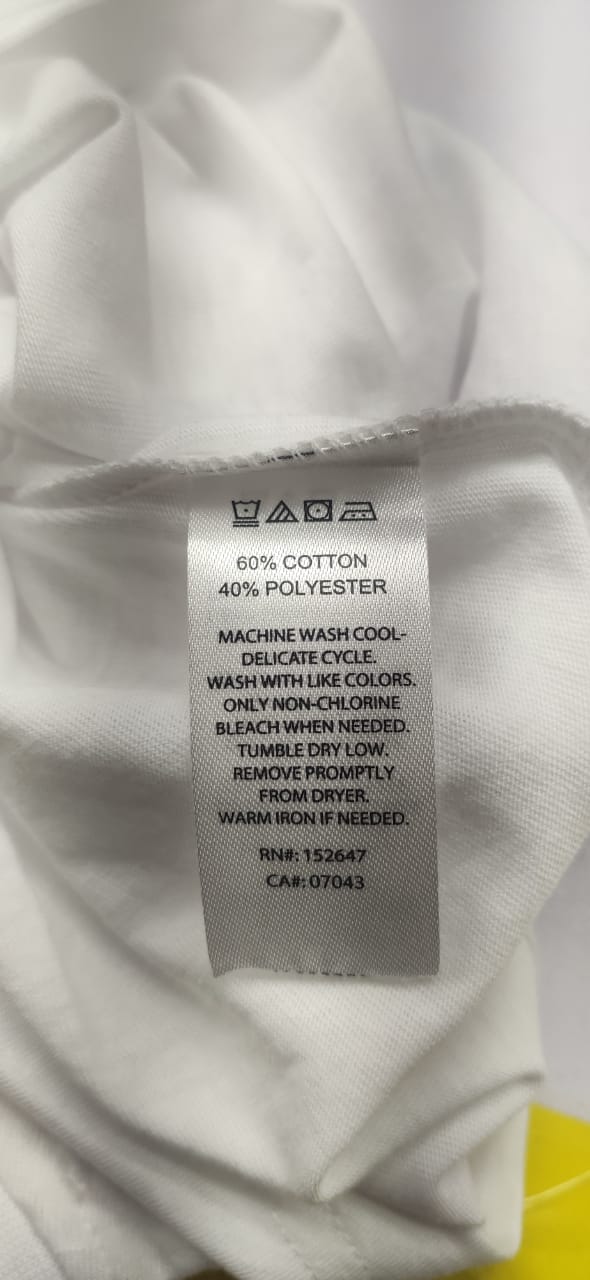 60% COTTON
40% POLYESTER
MACHINE WASH COOL-
DELICATE CYCLE.
WASH WITH LIKE COLORS.
ONLY NON-CHLORINE
BLEACH WHEN NEEDED.
TUMBLE DRY LOW.
REMOVE PROMPTLY
FROM DRYER.
WARM IRON IF NEEDED.
RN#: 152647
CA#: 07043